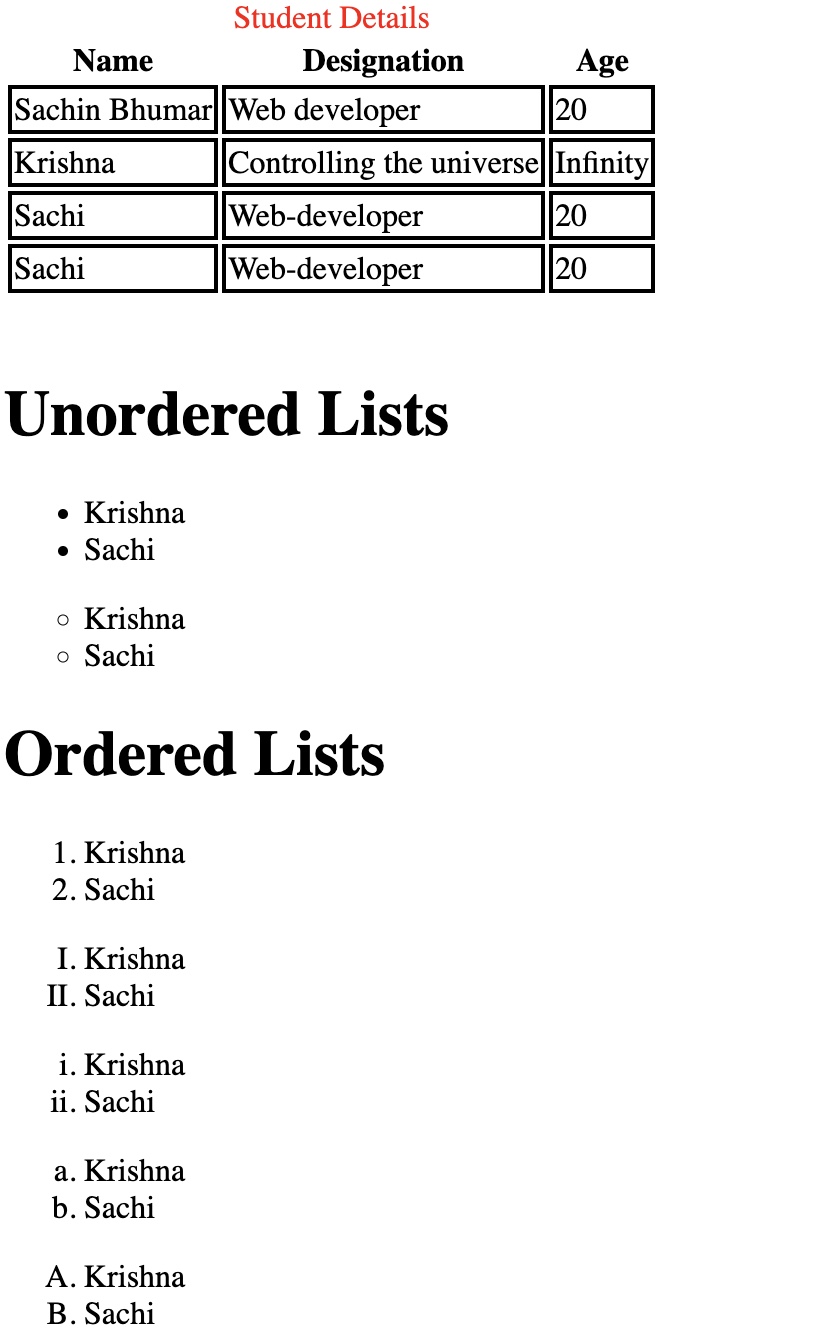 Student Details
Name Designation Age
Sachin Bhumar Web developer 20
Krishna Controlling the universe Infinity
Sachi Web-developer 20
Sachi Web-developer 20
Unordered Lists
• Krishna
• Sachi
◦ Krishna
◦ Sachi
Ordered Lists
1. Krishna
2. Sachi
I. Krishna
II. Sachi
i. Krishna
ii. Sachi
a. Krishna
b. Sachi
A. Krishna
B. Sachi